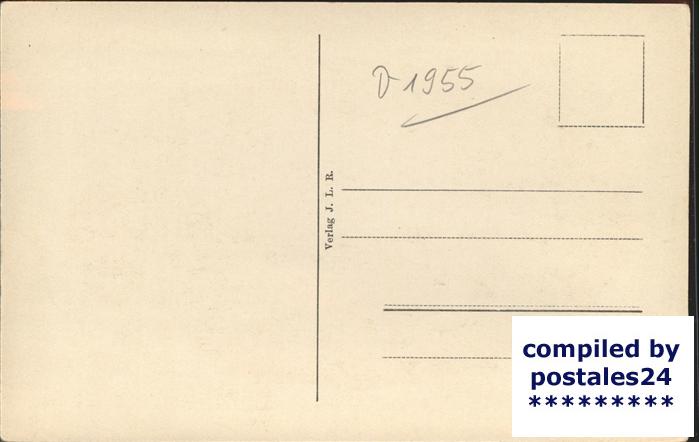 D 1955
Verlag J. L. R.
compiled by
postales24
*********